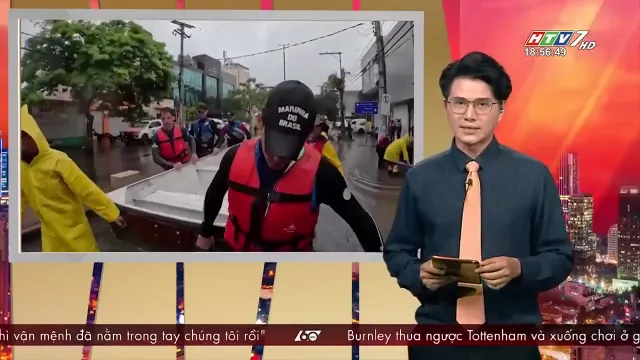 HTV7 HD
18:56:49
MARINHA
DO BRASIL
hi vận mệnh đã nằm trong tay chúng tôi rồi" 60 Burnley thua ngược Tottenham và xuống chơi ở g